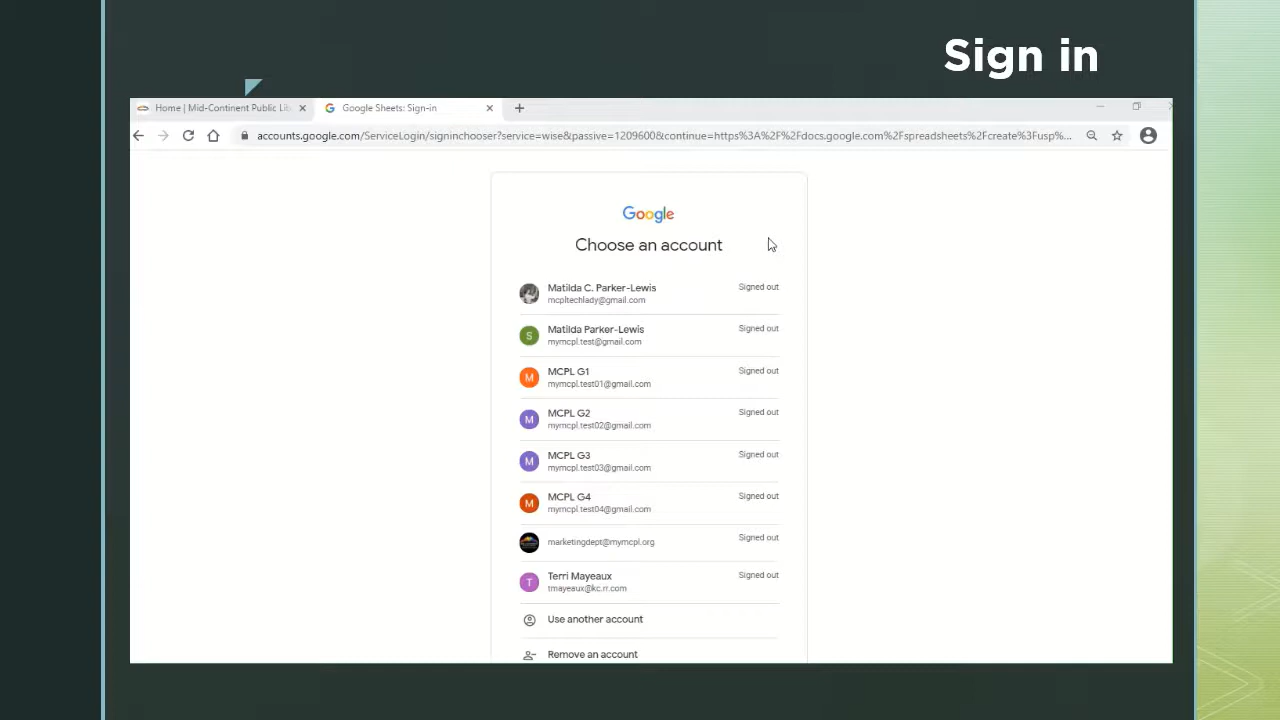 Sign in
Home | Mid-Continent Public Lib
Google Sheets: Sign-in
accounts.google.com/ServiceLogin/signinchooser?service=wise&passive=1209600&continue=https%3A%2F%2Fdocs.google.com%2Fspreadsheets%2Fcreate%3Fusp%...
Google
Choose an account
Matilda C. Parker-Lewis
Signed out
mcpltechlady@gmail.com
S
Matilda Parker-Lewis
Signed out
mymcpl.test@gmail.com
M
MCPL G1
Signed out
mymcpl.test01@gmail.com
M
MCPL G2
Signed out
mymcpl.test02@gmail.com
M
MCPL G3
Signed out
mymcpl.test03@gmail.com
M
MCPL G4
Signed out
mymcpl.test04@gmail.com
marketingdept@mymcpl.org
Signed out
T
Terri Mayeaux
Signed out
tmayeaux@kc.rr.com
Use another account
Remove an account